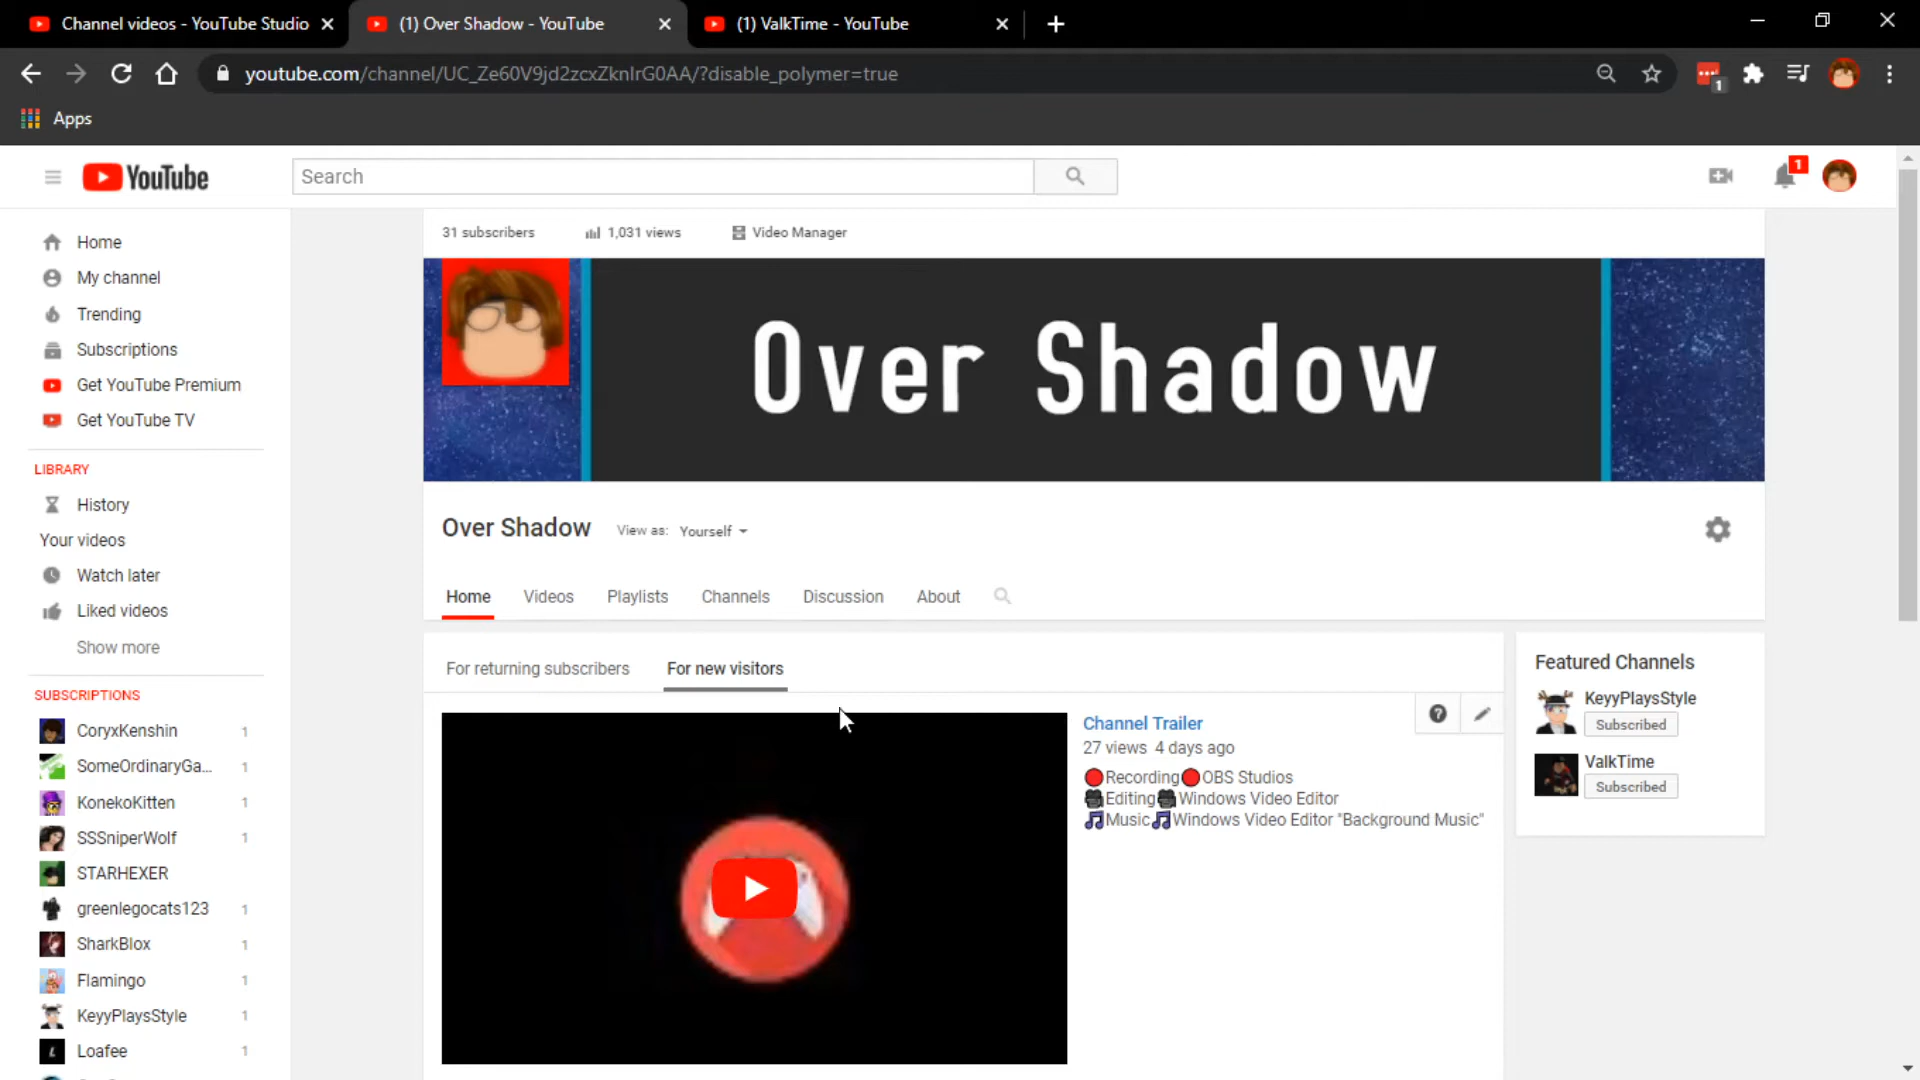 Channel videos - YouTube Studio
(1) Over Shadow - YouTube
(1) ValkTime - YouTube
youtube.com/channel/UC_Ze60V9jd2zcxZknIrG0AA/?disable_polymer=true
1
Apps
YouTube
Search
1
Home
My channel
Trending
Subscriptions
Get YouTube Premium
Get YouTube TV
LIBRARY
History
Your videos
Watch later
Liked videos
Show more
SUBSCRIPTIONS
CoryxKenshin 1
SomeOrdinaryGa... 1
KonekoKitten 1
SSSniperWolf 1
STARHEXER
greenlegocats123 1
SharkBlox 1
Flamingo 1
KeyyPlaysStyle 1
Loafee 1
31 subscribers
1,031 views
Video Manager
Over Shadow
Over Shadow
View as: Yourself
Home
Videos
Playlists
Channels
Discussion
About
For returning subscribers
For new visitors
Channel Trailer
27 views 4 days ago
🔴Recording🔴OBS Studios
🎥Editing🎥Windows Video Editor
🎵Music🎵Windows Video Editor "Background Music"
Featured Channels
KeyyPlaysStyle
Subscribed
ValkTime
Subscribed